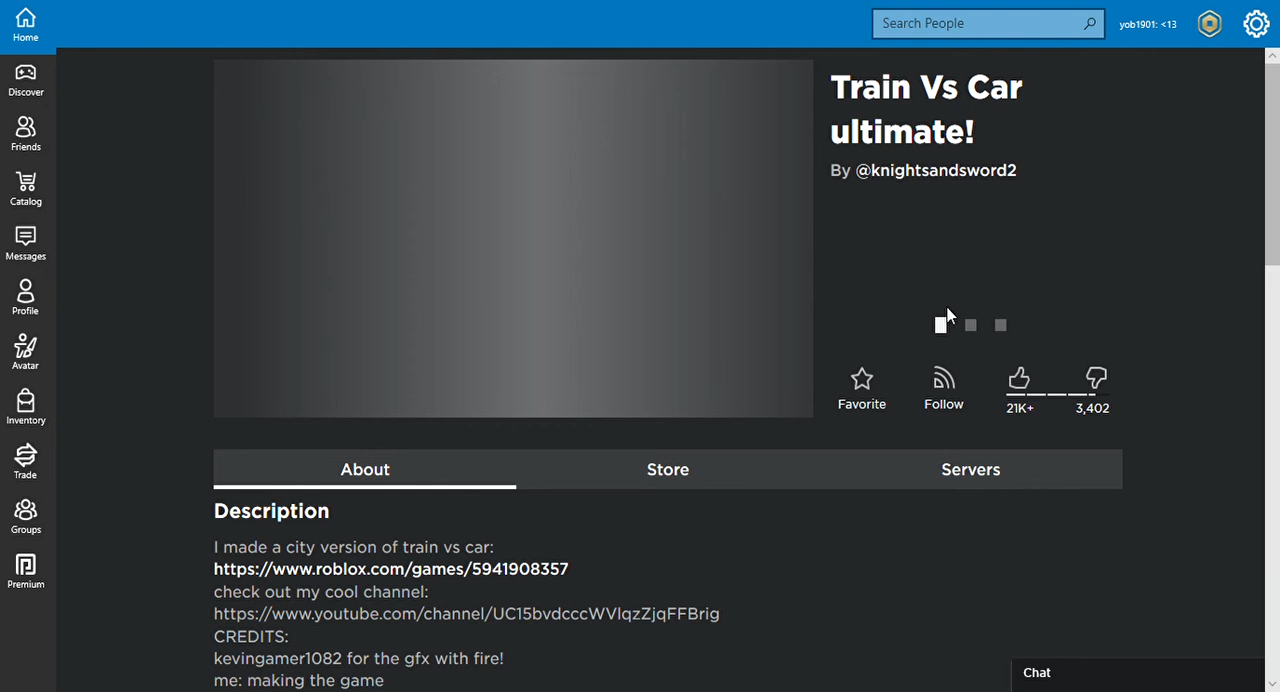 Home
Search People
yob1901: <13
Discover
Friends
Catalog
Messages
Profile
Avatar
Inventory
Trade
Groups
Premium
Train Vs Car
ultimate!
By @knightsandsword2
Favorite
Follow
21K+
3,402
About
Store
Servers
Description
I made a city version of train vs car:
https://www.roblox.com/games/5941908357
check out my cool channel:
https://www.youtube.com/channel/UC15bvdcccWVlqzZjqFFBrig
CREDITS:
kevingamer1082 for the gfx with fire!
me: making the game
Chat